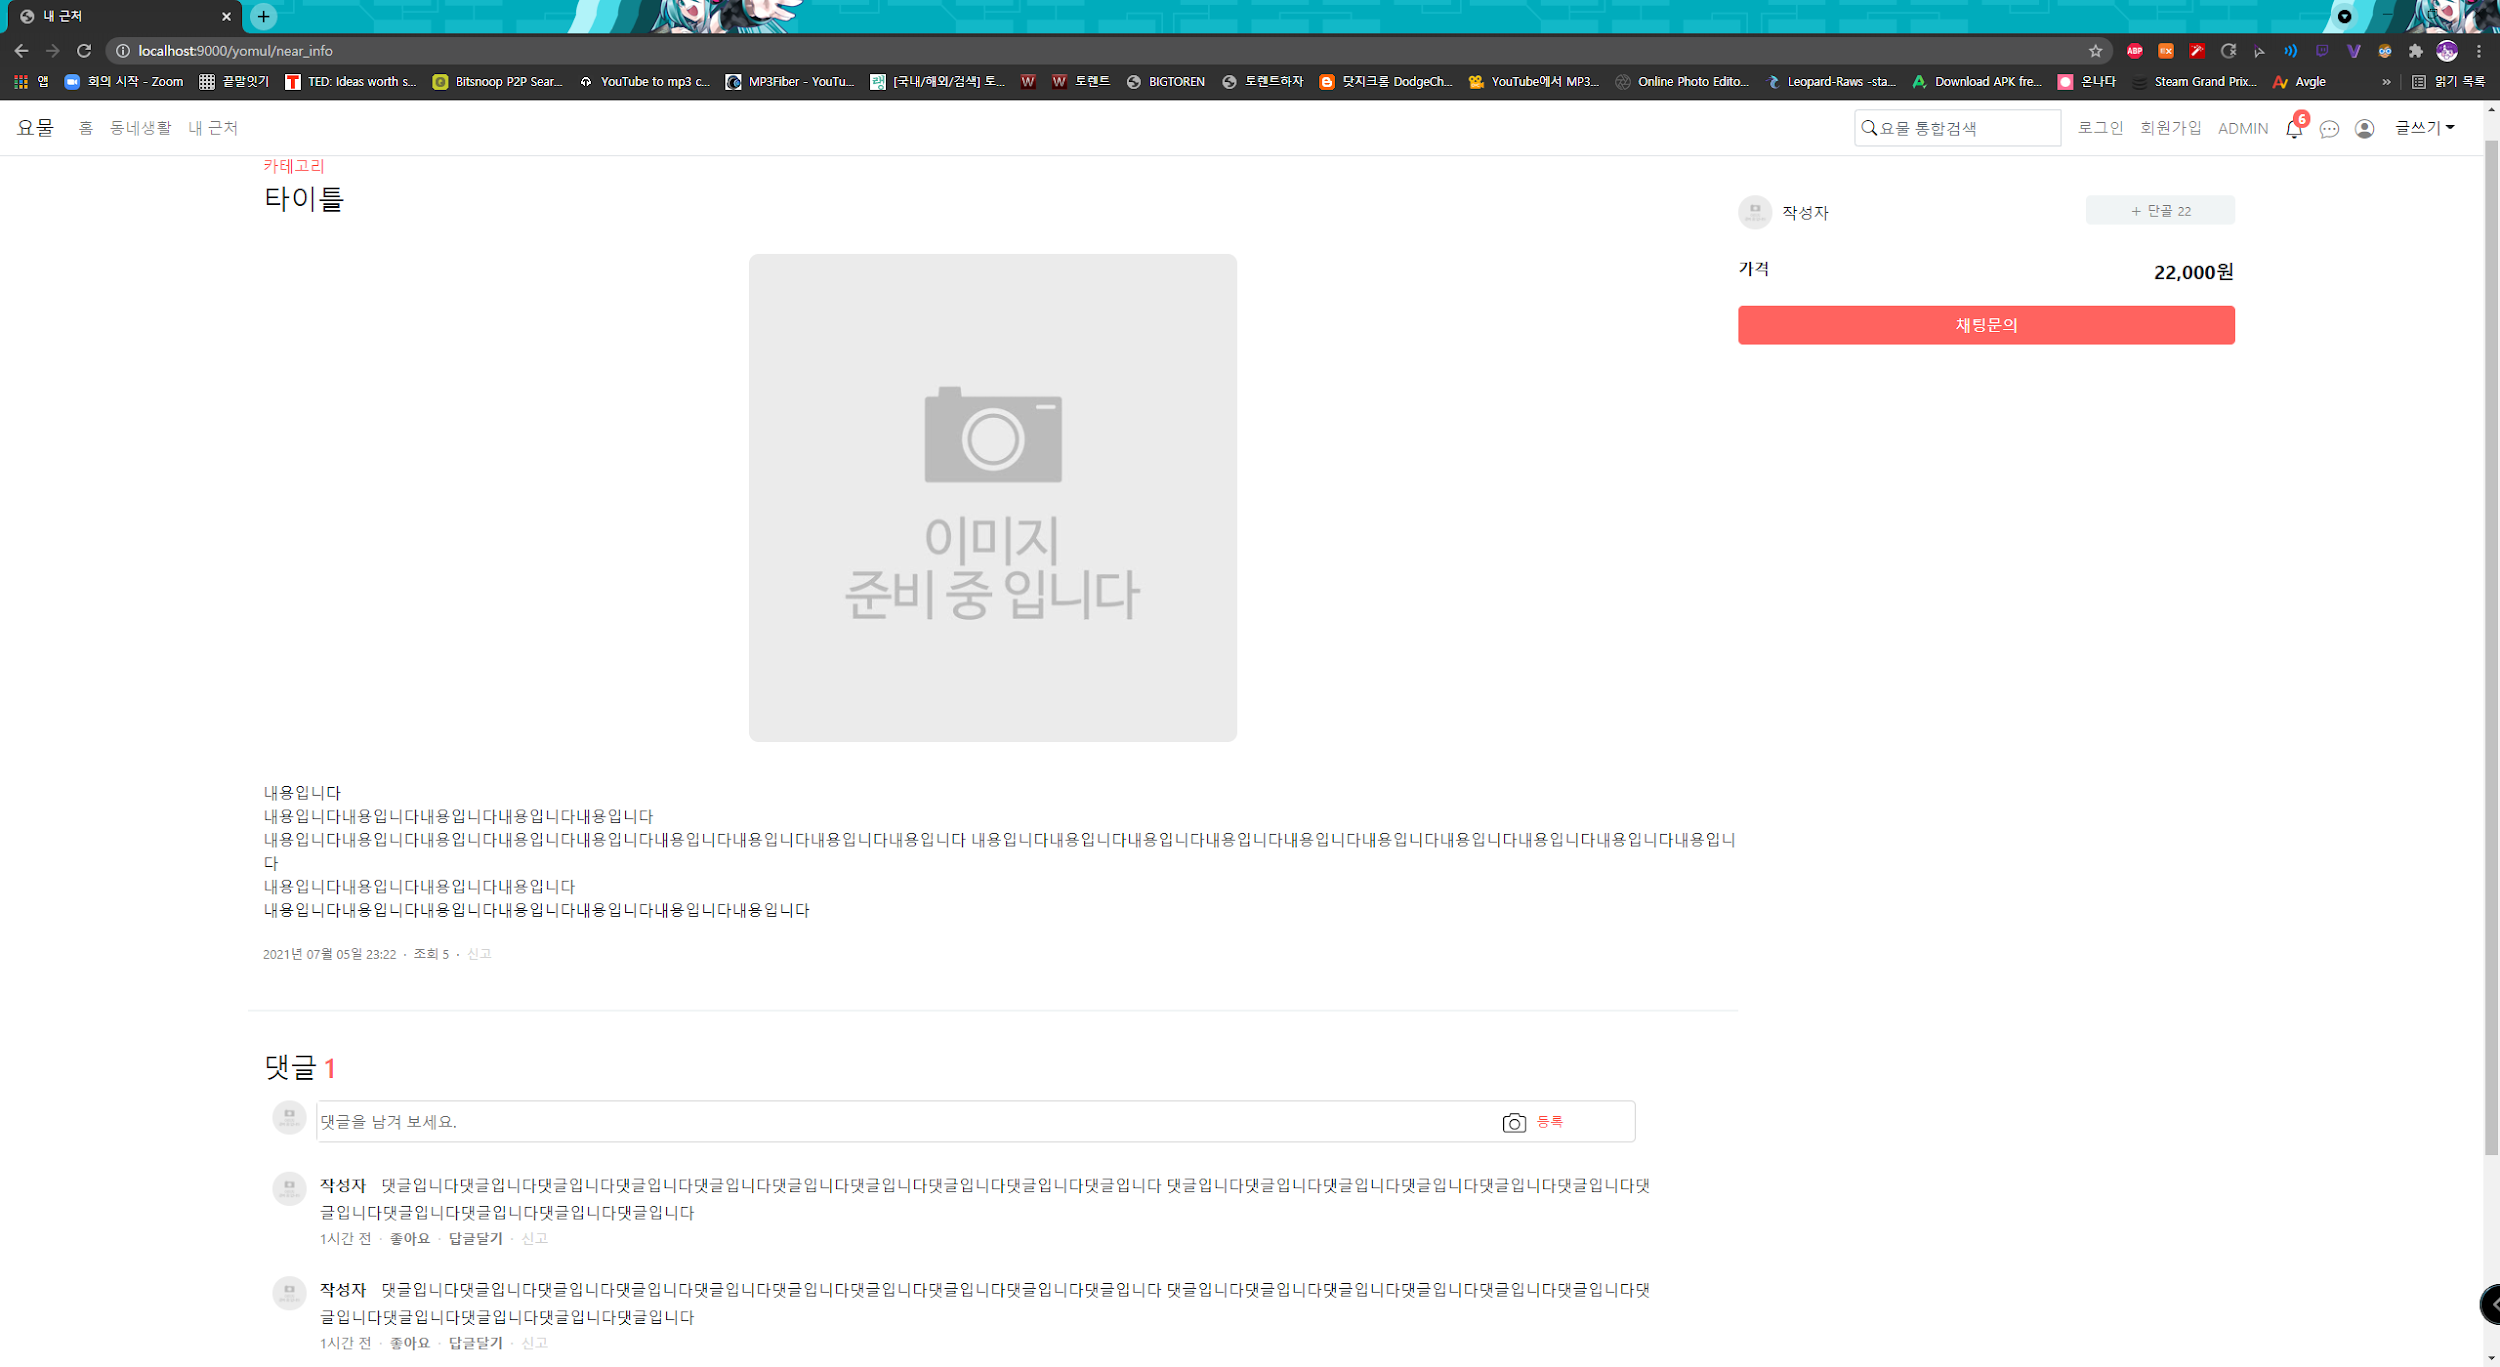 내 근처
localhost:9000/yomul/near_info
앱 회의 시작 - Zoom 끝말잇기 TED: Ideas worth s... Bitsnoop P2P Sear... YouTube to mp3 c... MP3Fiber - YouTu... [국내/해외/검색] 토... 토렌트 BIGTOREN 토렌트하자 닷지크롬 DodgeCh... YouTube에서 MP3... Online Photo Edito... Leopard-Raws -sta... Download APK fre... 온나다 Steam Grand Prix... Avgle » 읽기 목록
요물 홈 동네생활 내 근처 요물 통합검색 로그인 회원가입 ADMIN 6 글쓰기
카테고리
타이틀
작성자 + 단골 22
가격 22,000원
채팅문의
이미지
준비 중 입니다
내용입니다
내용입니다내용입니다내용입니다내용입니다내용입니다
내용입니다내용입니다내용입니다내용입니다내용입니다내용입니다내용입니다내용입니다내용입니다 내용입니다내용입니다내용입니다내용입니다내용입니다내용입니다내용입니다내용입니다내용입니다내용입니
다
내용입니다내용입니다내용입니다내용입니다
내용입니다내용입니다내용입니다내용입니다내용입니다내용입니다내용입니다
2021년 07월 05일 23:22 · 조회 5 · 신고
댓글 1
댓글을 남겨 보세요. 등록
작성자 댓글입니다댓글입니다댓글입니다댓글입니다댓글입니다댓글입니다댓글입니다댓글입니다댓글입니다댓글입니다 댓글입니다댓글입니다댓글입니다댓글입니다댓글입니다댓글입니다댓
글입니다댓글입니다댓글입니다댓글입니다댓글입니다
1시간 전 · 좋아요 · 답글달기 · 신고
작성자 댓글입니다댓글입니다댓글입니다댓글입니다댓글입니다댓글입니다댓글입니다댓글입니다댓글입니다댓글입니다 댓글입니다댓글입니다댓글입니다댓글입니다댓글입니다댓글입니다댓
글입니다댓글입니다댓글입니다댓글입니다댓글입니다
1시간 전 · 좋아요 · 답글달기 · 신고